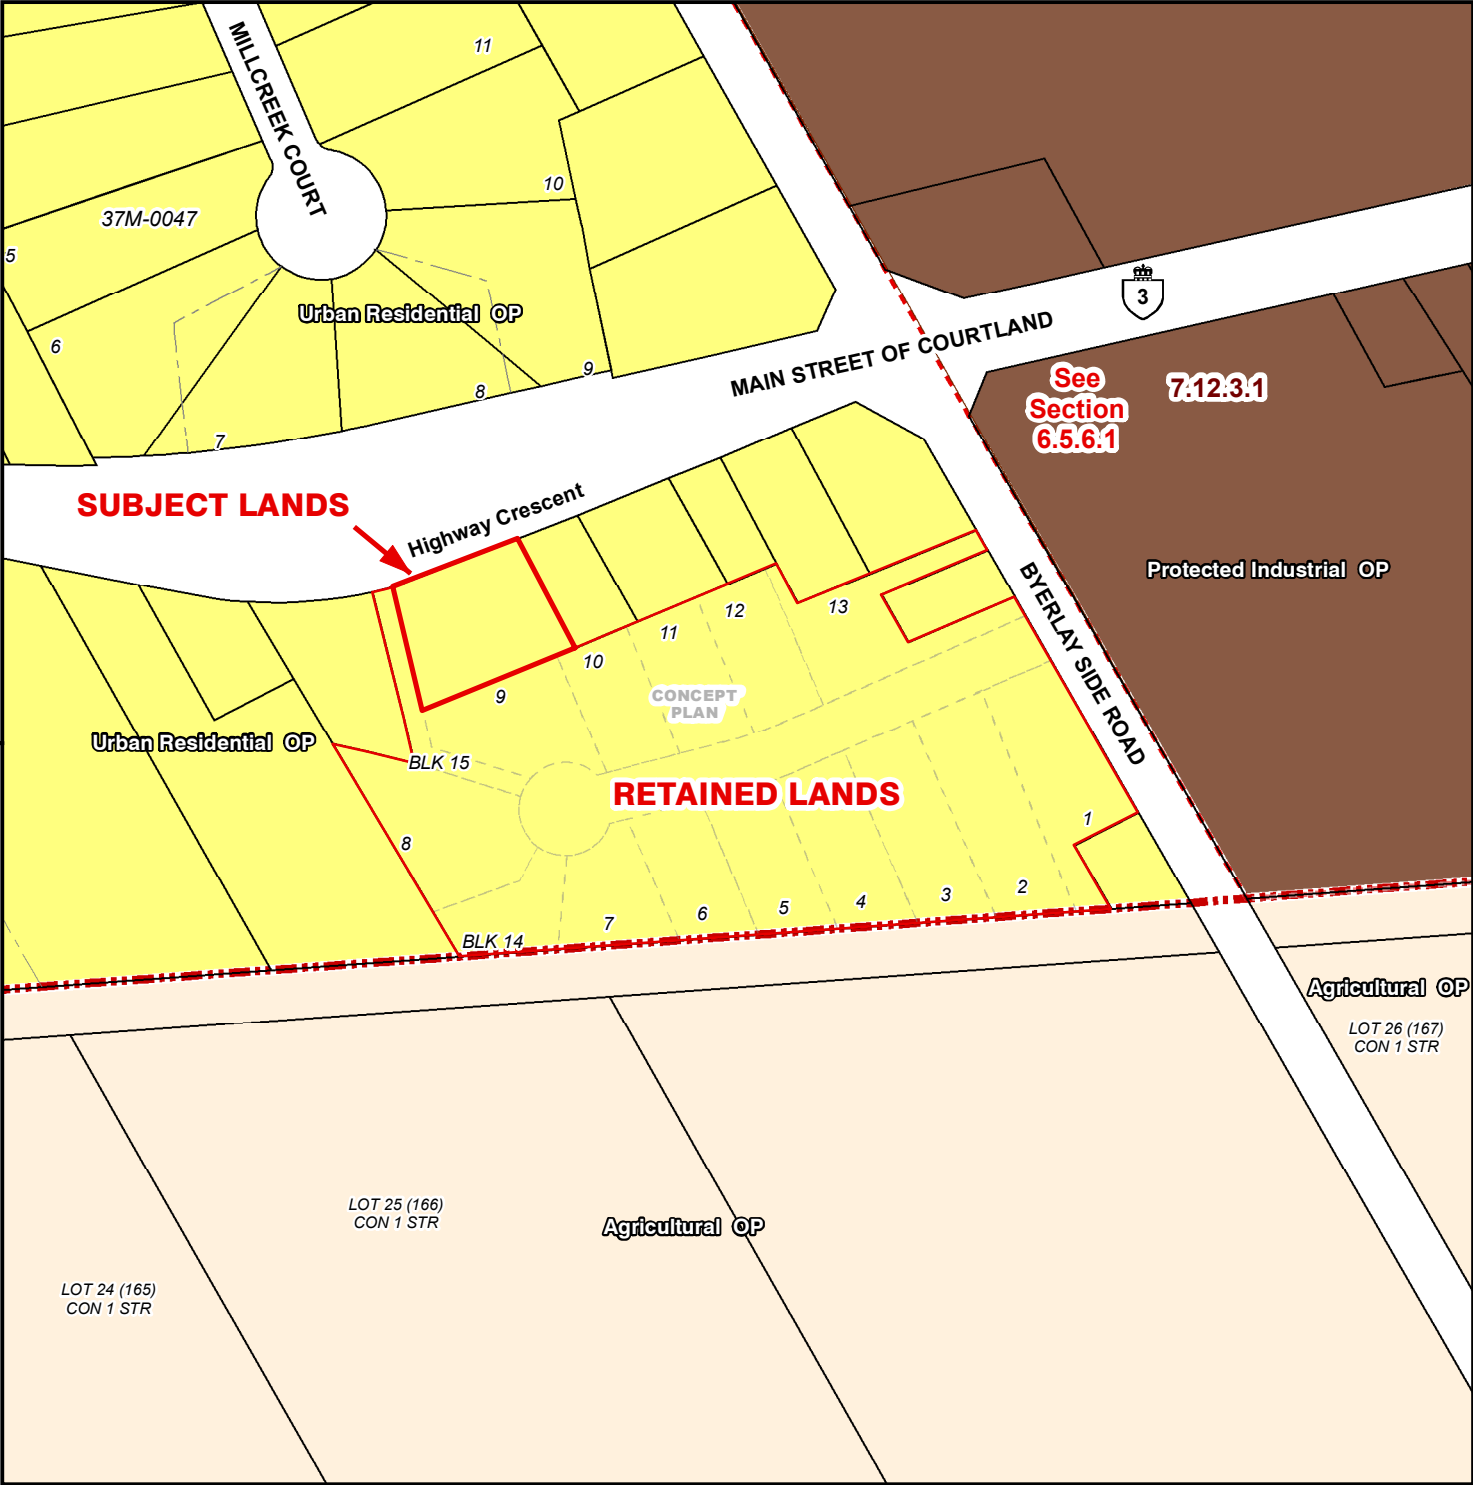 MILLCREEK COURT
11
10
37M-0047
5
Urban Residential OP
6
9
8
7
MAIN STREET OF COURTLAND
3
See
Section
6.5.6.1
7.12.3.1
SUBJECT LANDS
Highway Crescent
Protected Industrial OP
BYERLAY SIDE ROAD
13
12
11
10
9
CONCEPT
PLAN
Urban Residential OP
BLK 15
RETAINED LANDS
1
8
2
3
4
5
6
7
BLK 14
Agricultural OP
LOT 26 (167)
CON 1 STR
LOT 25 (166)
CON 1 STR
Agricultural OP
LOT 24 (165)
CON 1 STR